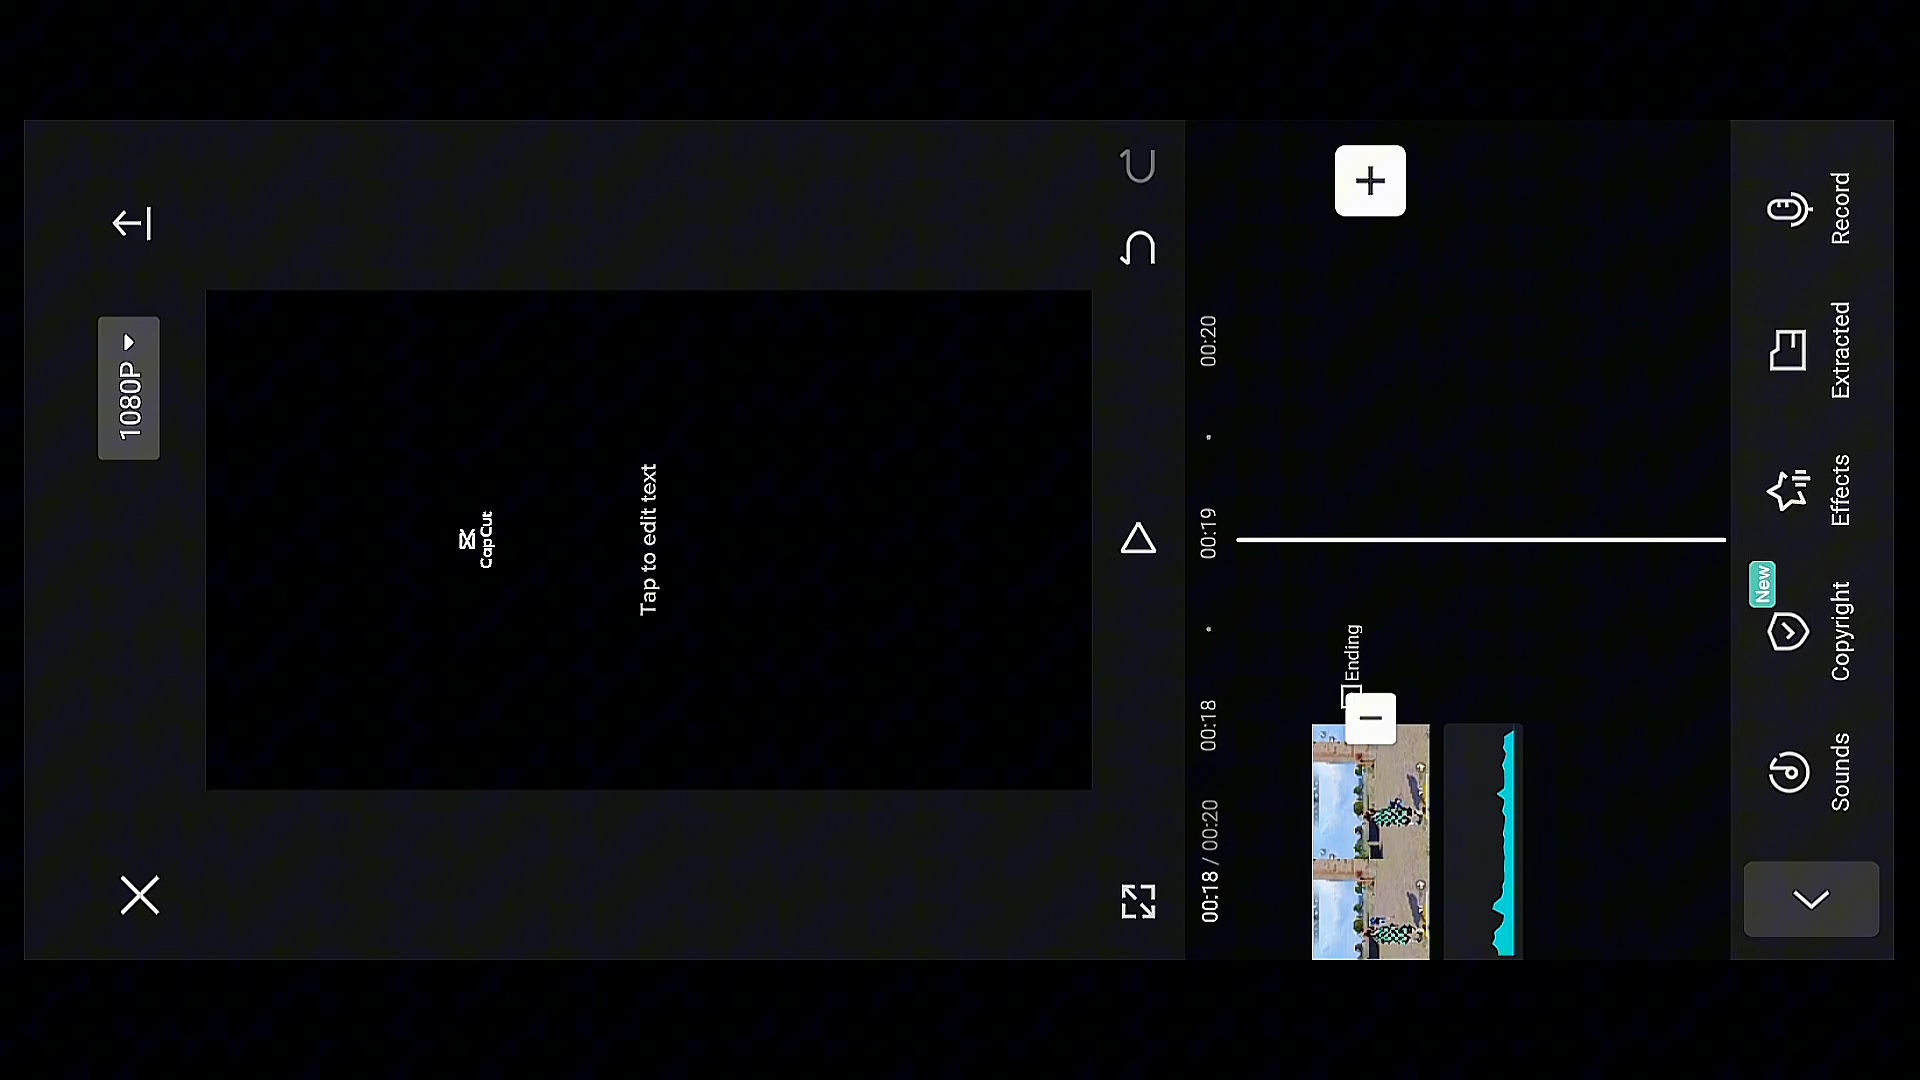 1080P
CapCut
Tap to edit text
00:18 / 00:20
00:18
00:19
00:20
Ending
New
Sounds
Copyright
Effects
Extracted
Record